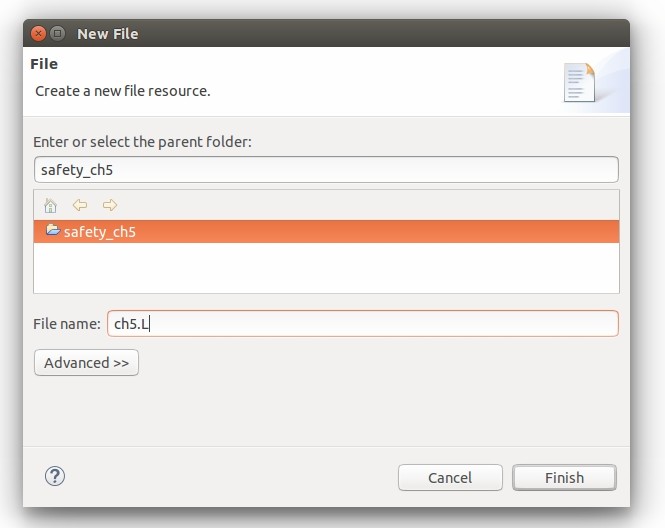 New File
File
Create a new file resource.
Enter or select the parent folder:
safety_ch5
safety_ch5
File name: ch5.L
Advanced >>
? Cancel Finish